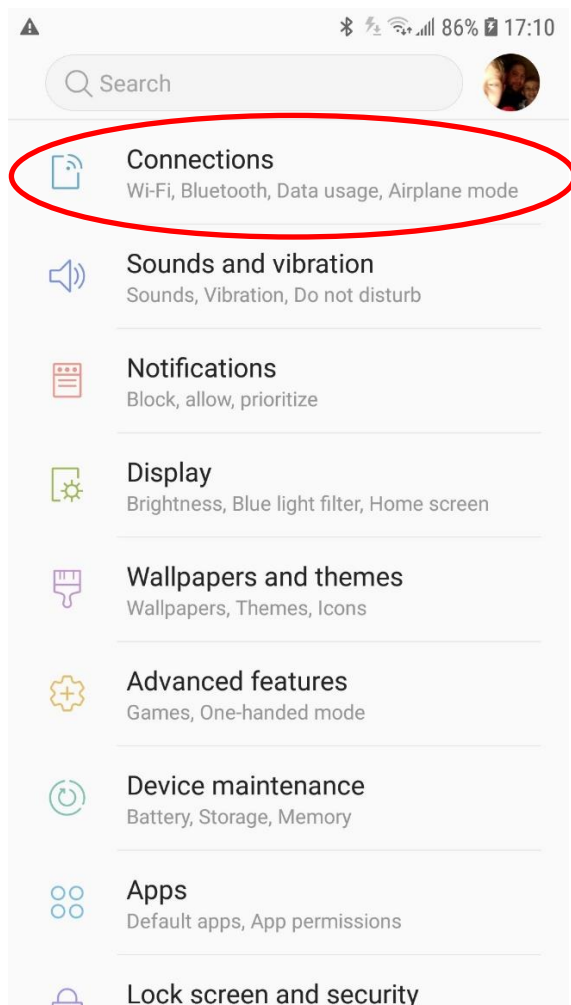 86% 17:10
Search
Connections
Wi-Fi, Bluetooth, Data usage, Airplane mode
Sounds and vibration
Sounds, Vibration, Do not disturb
Notifications
Block, allow, prioritize
Display
Brightness, Blue light filter, Home screen
Wallpapers and themes
Wallpapers, Themes, Icons
Advanced features
Games, One-handed mode
Device maintenance
Battery, Storage, Memory
Apps
Default apps, App permissions
Lock screen and security